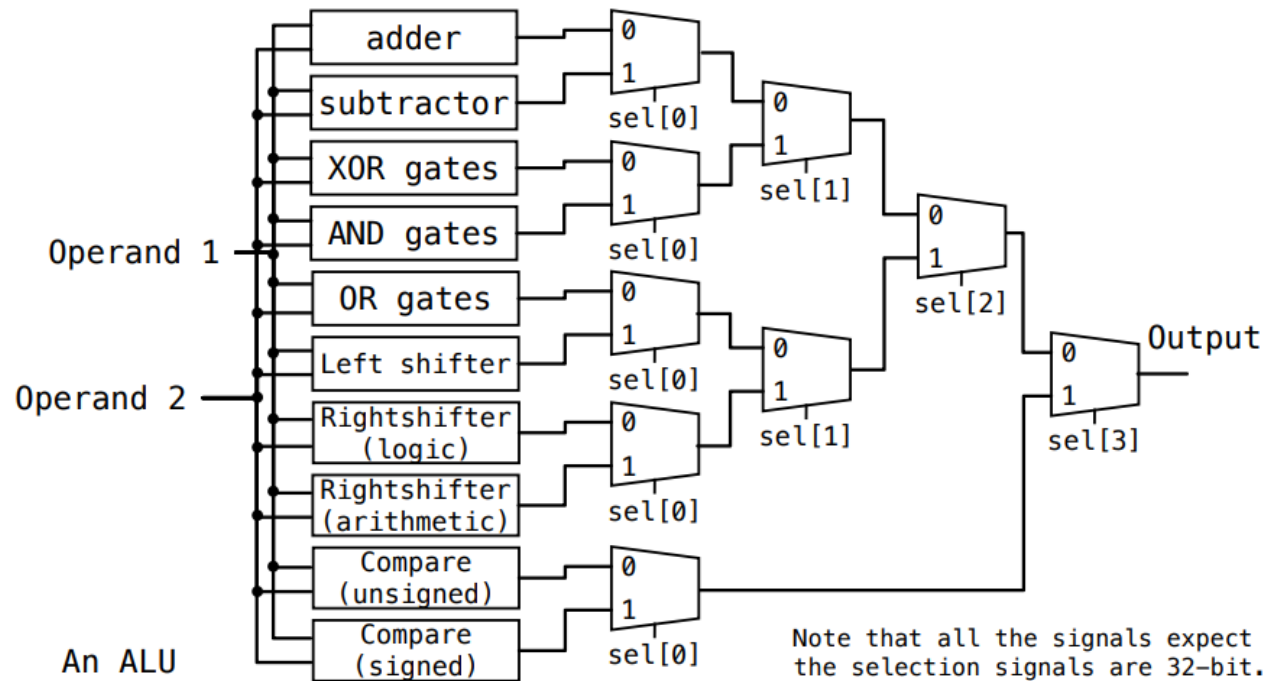 adder
0
1
sel[0]
subtractor
0
1
sel[1]
XOR gates
0
1
sel[0]
AND gates
Operand 1
0
1
sel[2]
OR gates
0
1
sel[0]
Left shifter
Operand 2
0
1
sel[1]
Output
0
1
sel[3]
Rightshifter
(logic)
0
1
sel[0]
Rightshifter
(arithmetic)
Compare
(unsigned)
0
1
sel[0]
Compare
(signed)
An ALU
Note that all the signals expect
the selection signals are 32-bit.